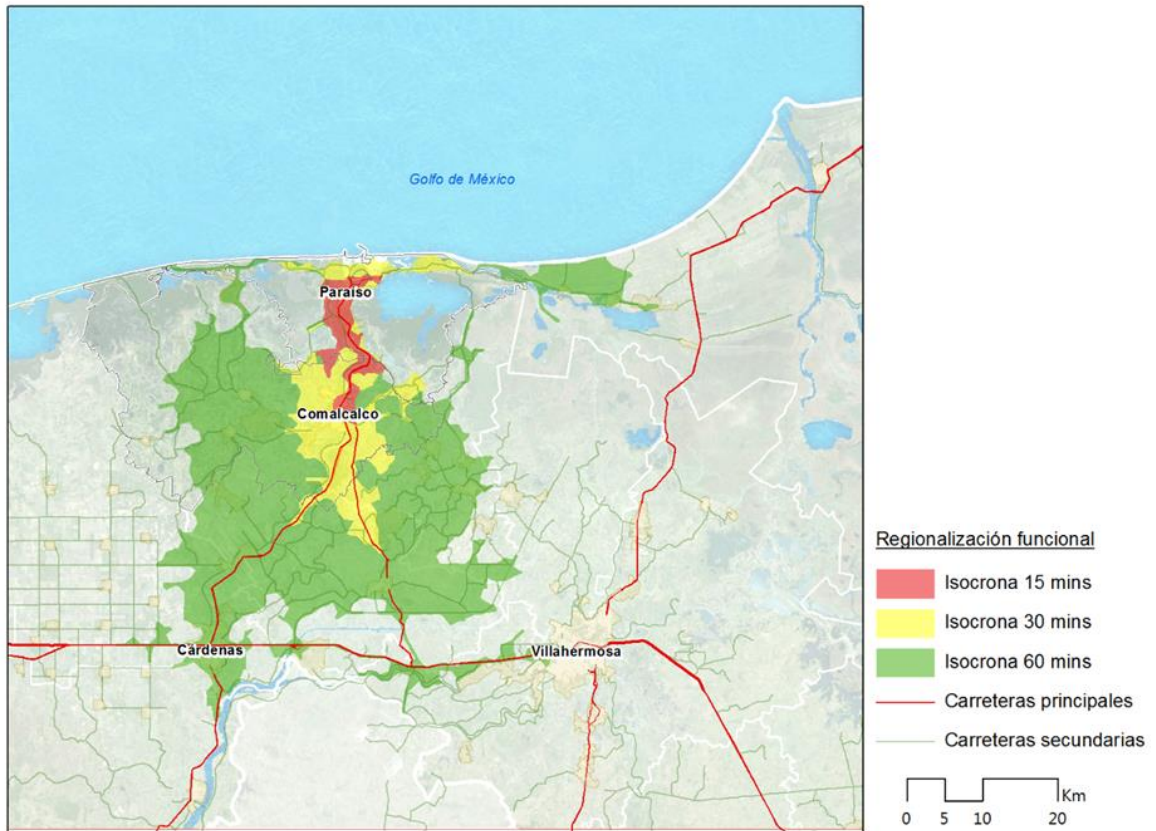 Golfo de México
Paraíso
Comalcalco
Cárdenas
Villahermosa
Regionalización funcional
Isocrona 15 mins
Isocrona 30 mins
Isocrona 60 mins
Carreteras principales
Carreteras secundarias
Km
0 5 10 20